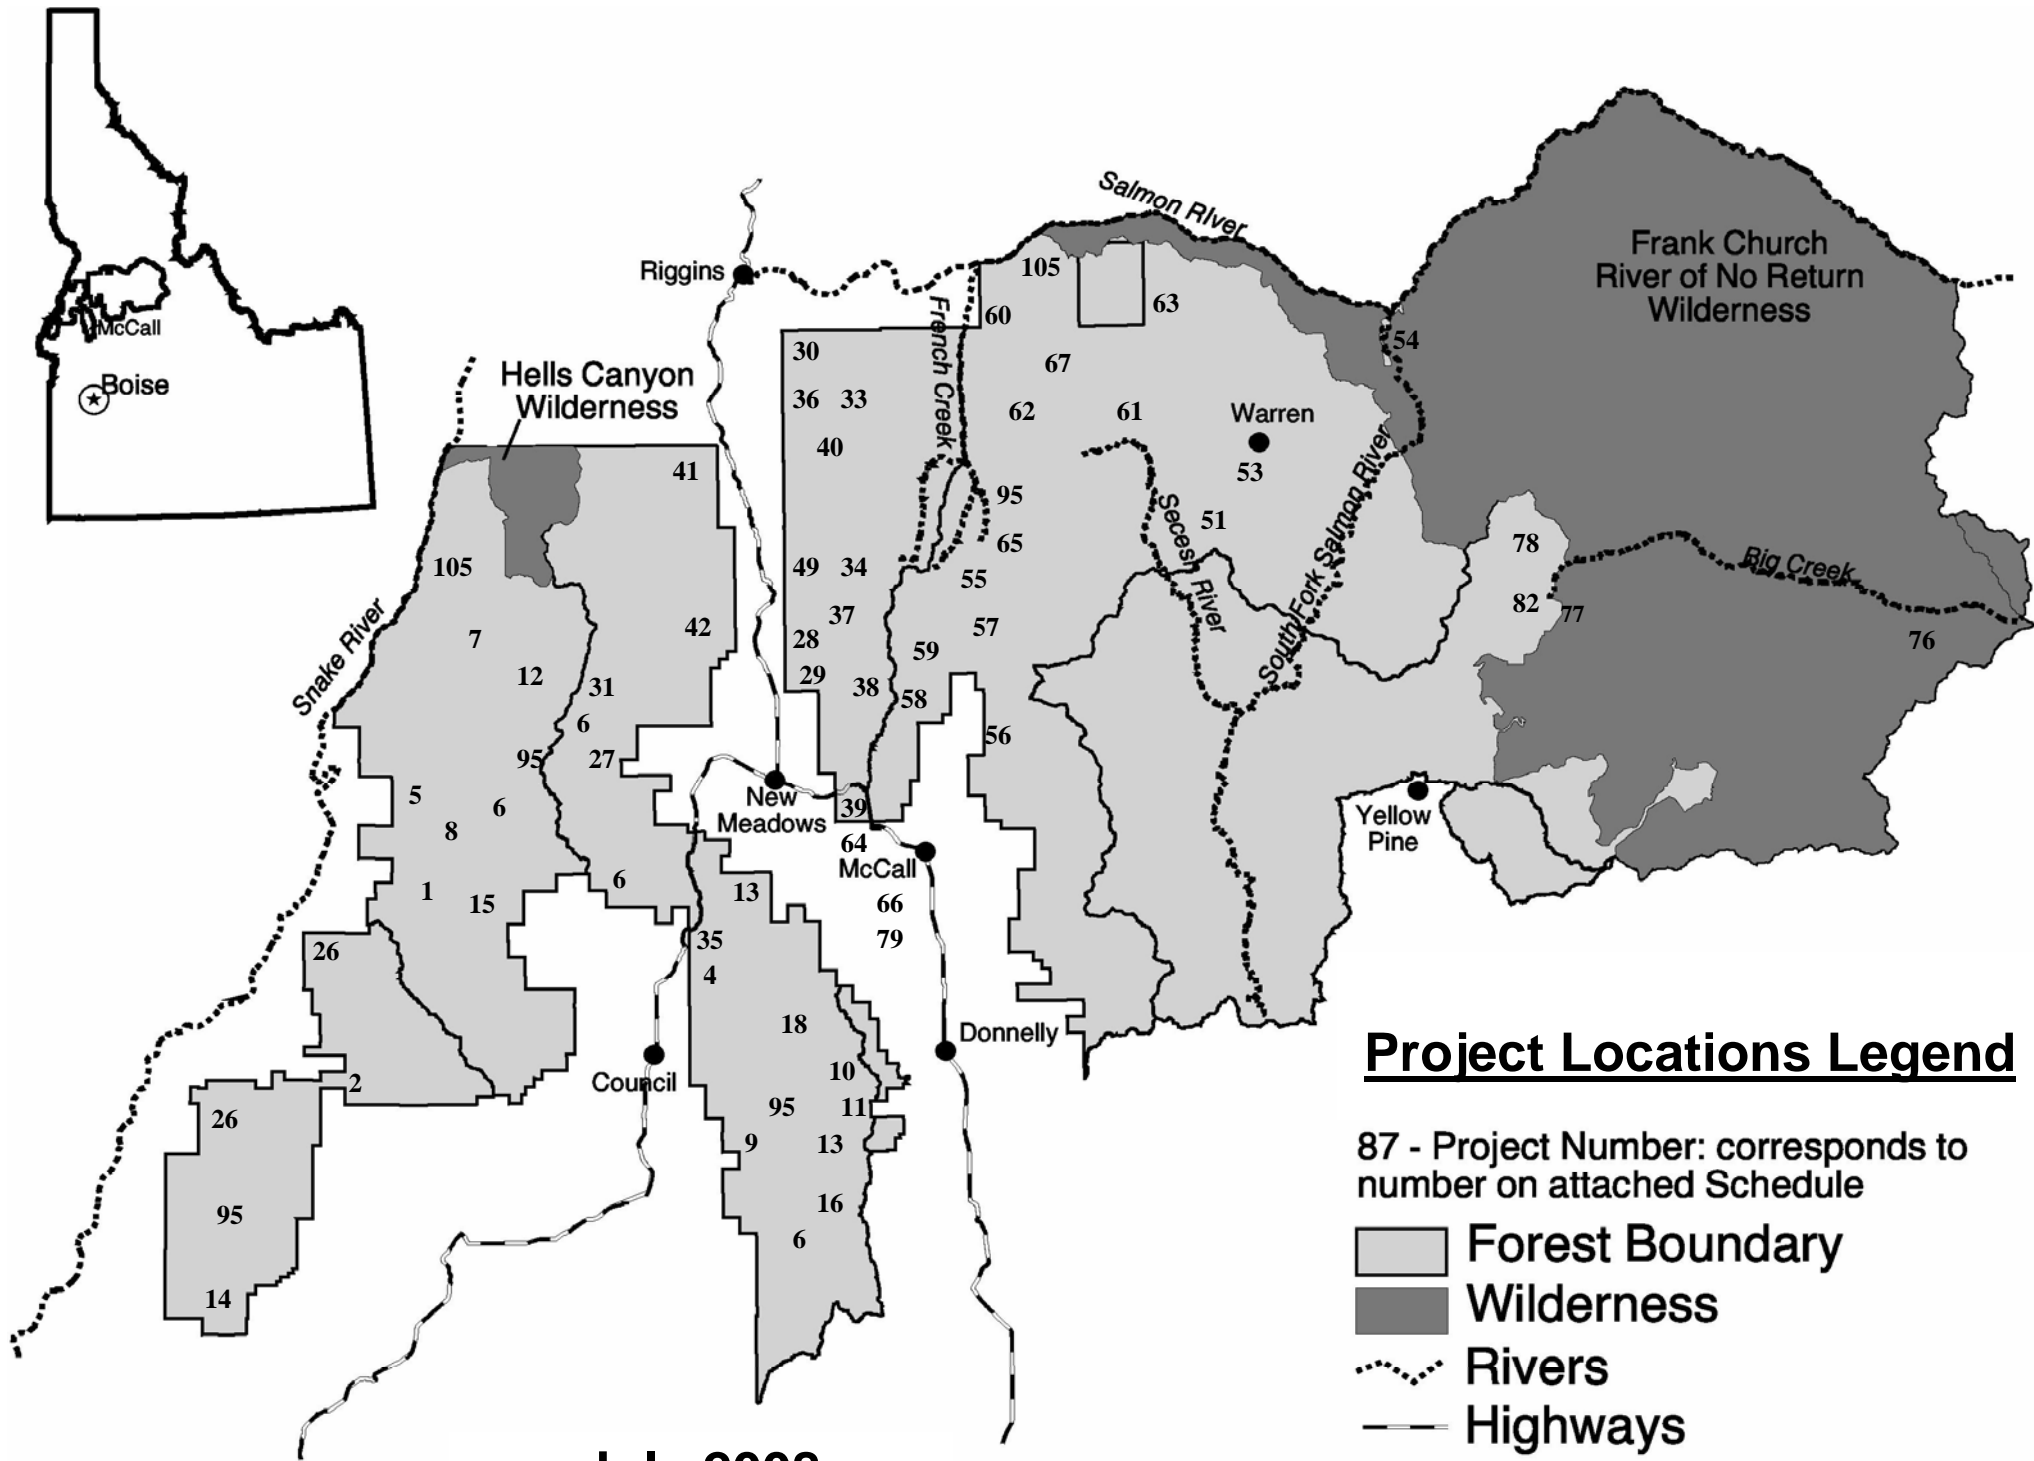 McCall
Boise
Riggins
Salmon RIver
Frank Church
River of No Return
Wilderness
Hells Canyon
Wilderness
French Creek
105
60
63
54
30
67
36
33
62
61
Warren
40
41
53
95
51
Secesh River
South Fork Salmon River
65
78
Big Creek
105
49
34
55
82
77
Snake River
7
42
37
28
57
76
12
31
29
59
38
58
6
56
95
27
5
6
New
Meadows
39
Yellow
Pine
8
64
McCall
1
15
6
13
66
26
35
79
4
18
Donnelly
10
Council
2
26
95
11
9
13
95
16
6
14
Project Locations Legend
87 - Project Number: corresponds to
number on attached Schedule
Forest Boundary
Wilderness
Rivers
Highways